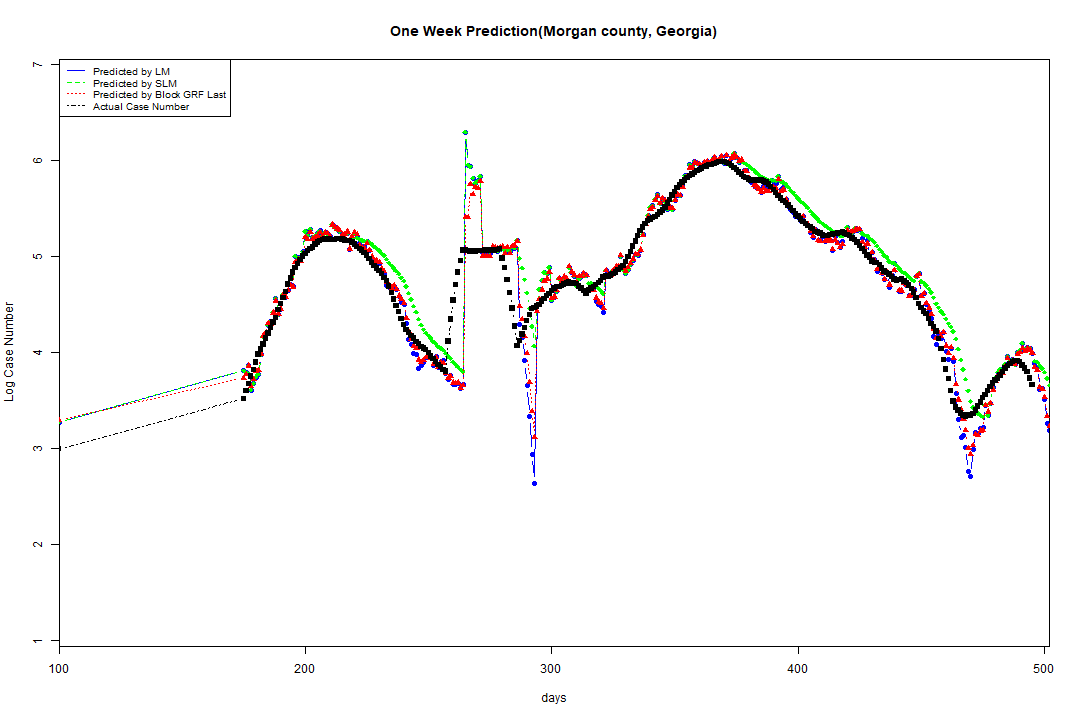 One Week Prediction(Morgan county, Georgia)
7
Predicted by LM
Predicted by SLM
Predicted by Block GRF Last
Actual Case Number
6
5
4
3
2
1
Log Case Number
100 200 300 400 500
days